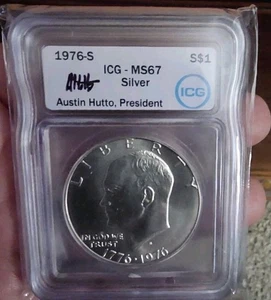 1976-S S$1
ICG - MS67
Silver
Austin Hutto, President
ICG
LIBERTY
IN GOD WE
TRUST
1776-1976